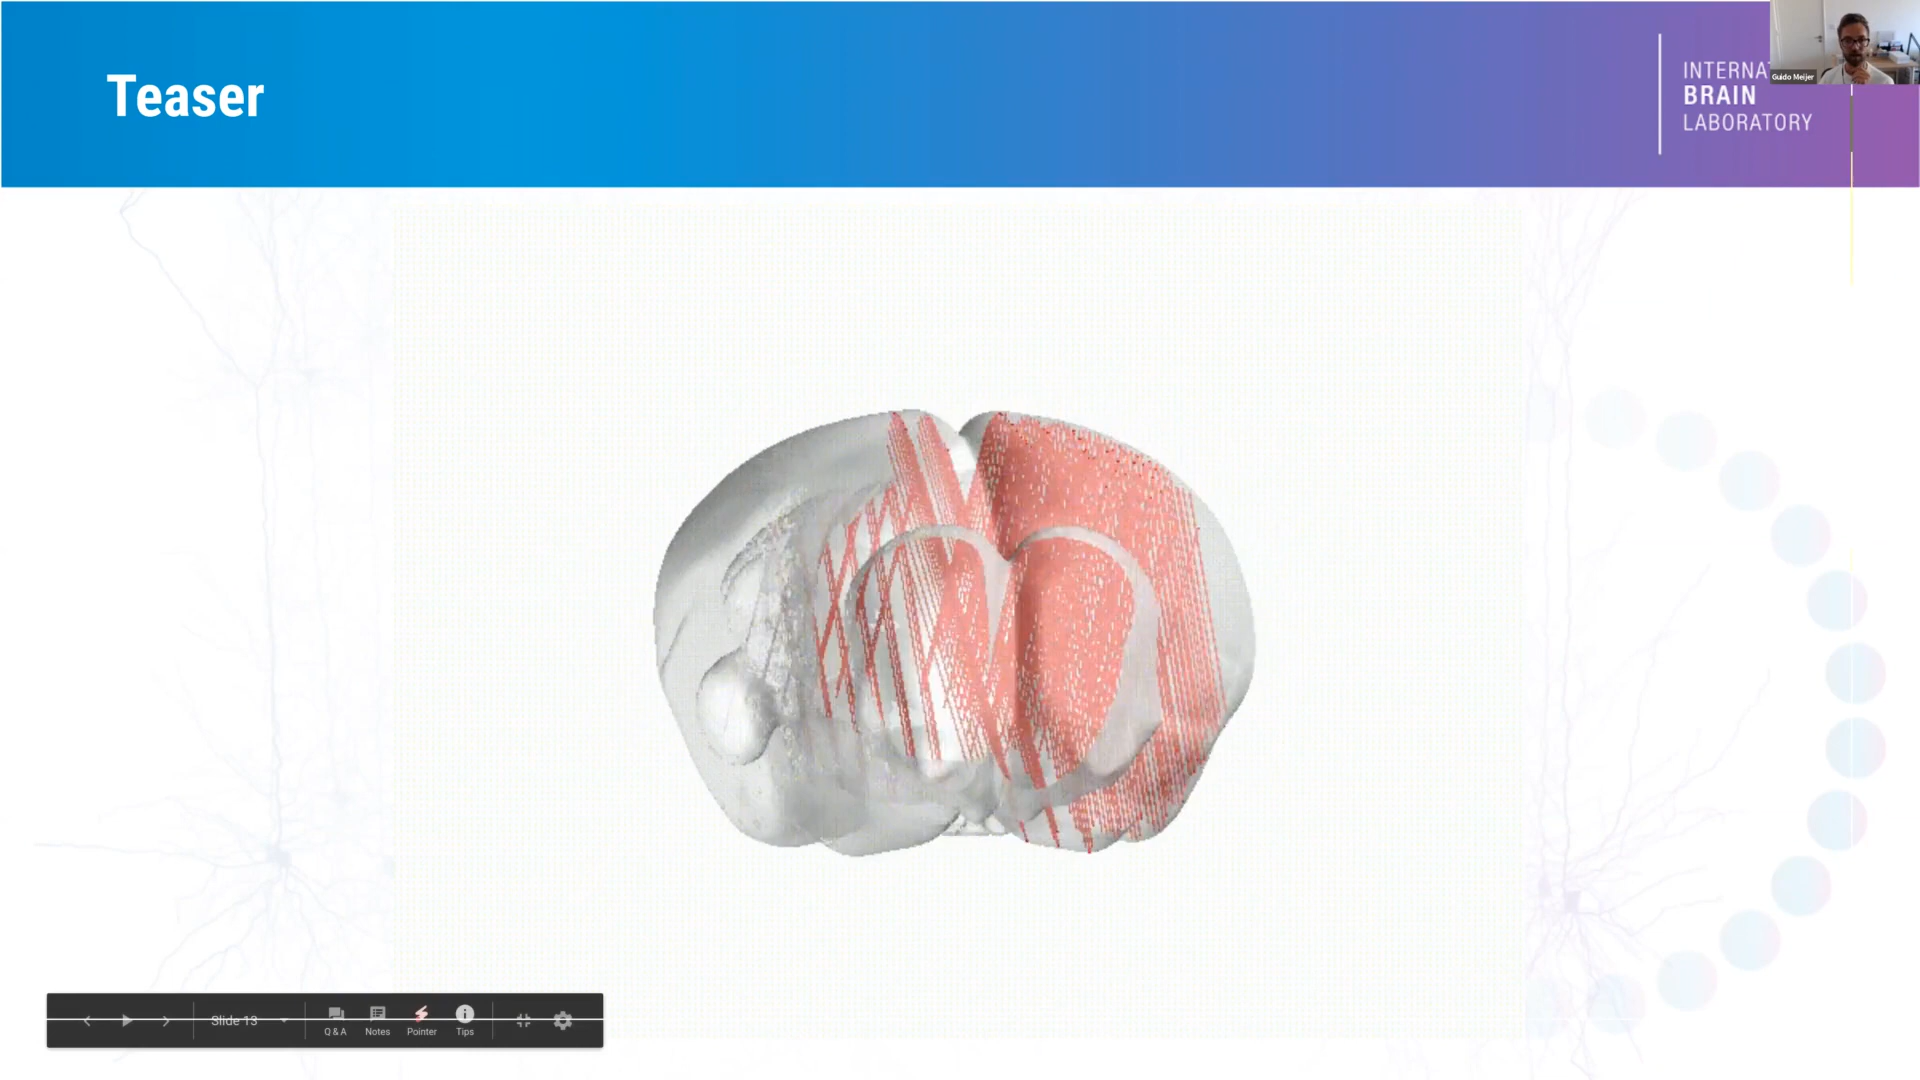 Teaser
INTERNA
BRAIN
LABORATORY
Guido Meijer
Slide 13
Q & A
Notes
Pointer
Tips